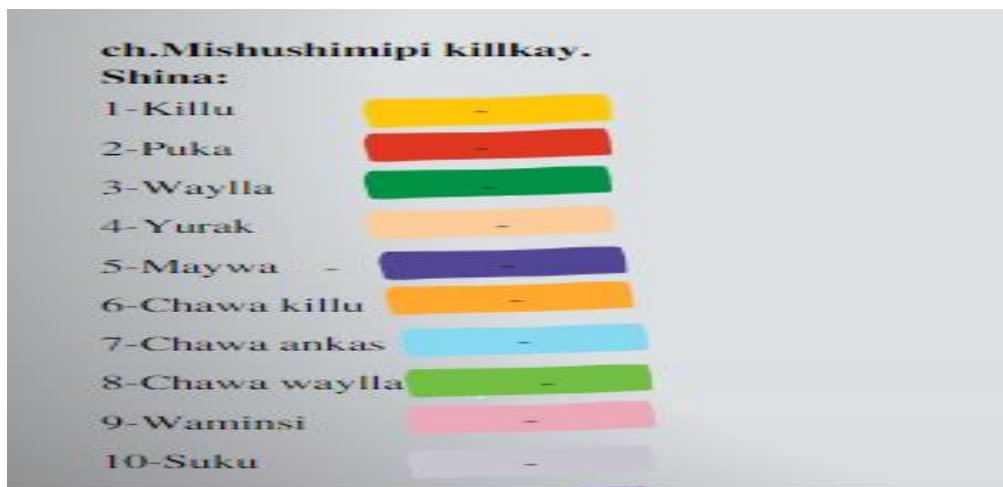 ch.Mishushimipi killkay.
Shina:
1-Killu -
2-Puka -
3-Waylla -
4-Yurak -
5-Maywa - -
6-Chawa killu -
7-Chawa ankas -
8-Chawa waylla -
9-Waminsi -
10-Suku -